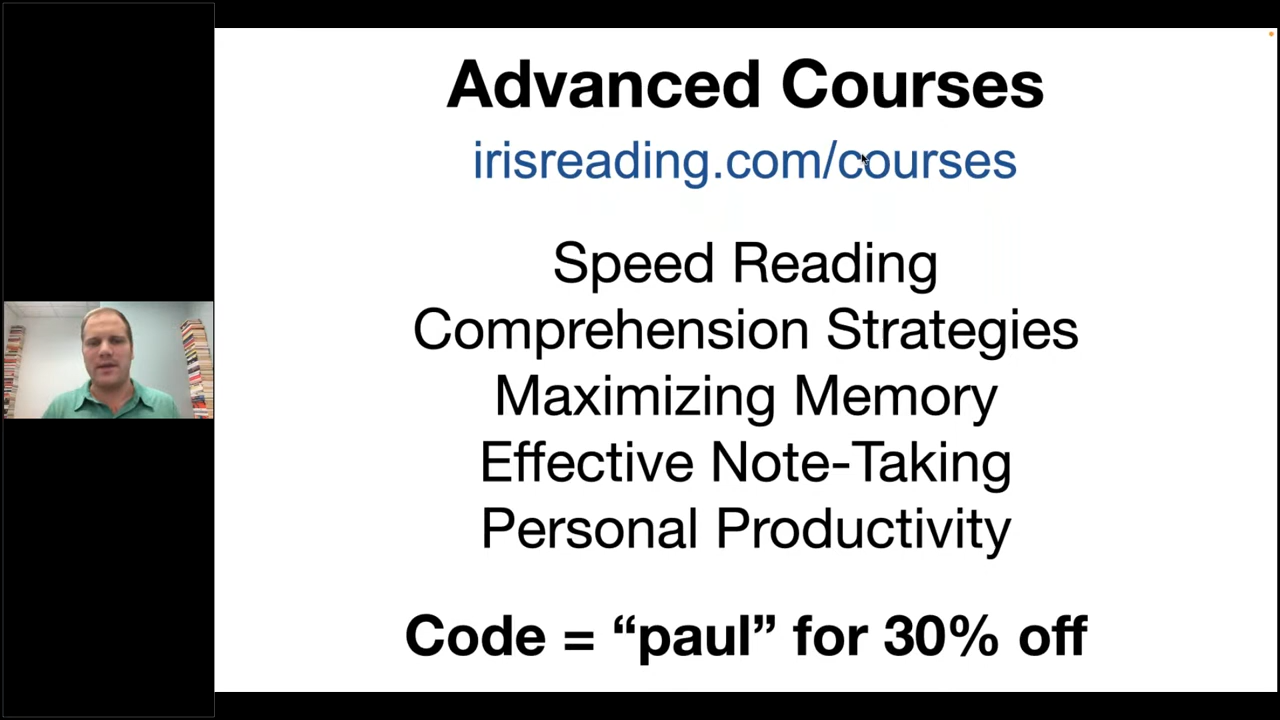 Advanced Courses
irisreading.com/courses
Speed Reading
Comprehension Strategies
Maximizing Memory
Effective Note-Taking
Personal Productivity
Code = “paul” for 30% off